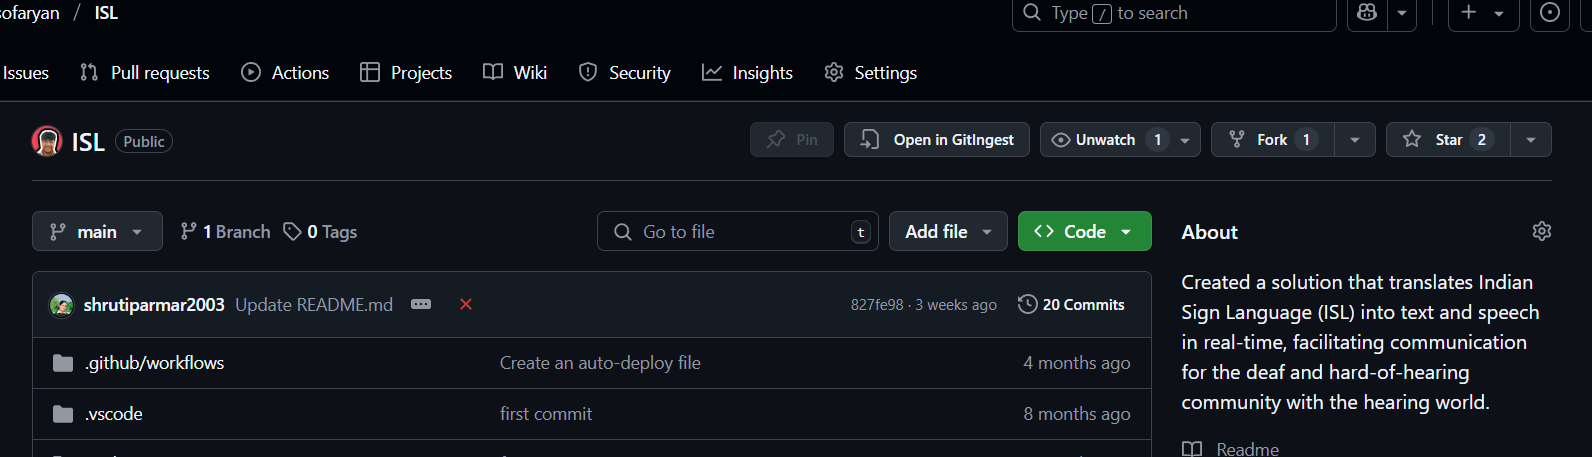 sofaryan / ISL
Type / to search
Issues Pull requests Actions Projects Wiki Security Insights Settings
ISL Public
Pin Open in GitIngest Unwatch 1 Fork 1 Star 2
main 1 Branch 0 Tags
Go to file t Add file Code
shrutiparmar2003 Update README.md 827fe98 · 3 weeks ago 20 Commits
.github/workflows Create an auto-deploy file 4 months ago
.vscode first commit 8 months ago
About
Created a solution that translates Indian
Sign Language (ISL) into text and speech
in real-time, facilitating communication
for the deaf and hard-of-hearing
community with the hearing world.
Readme